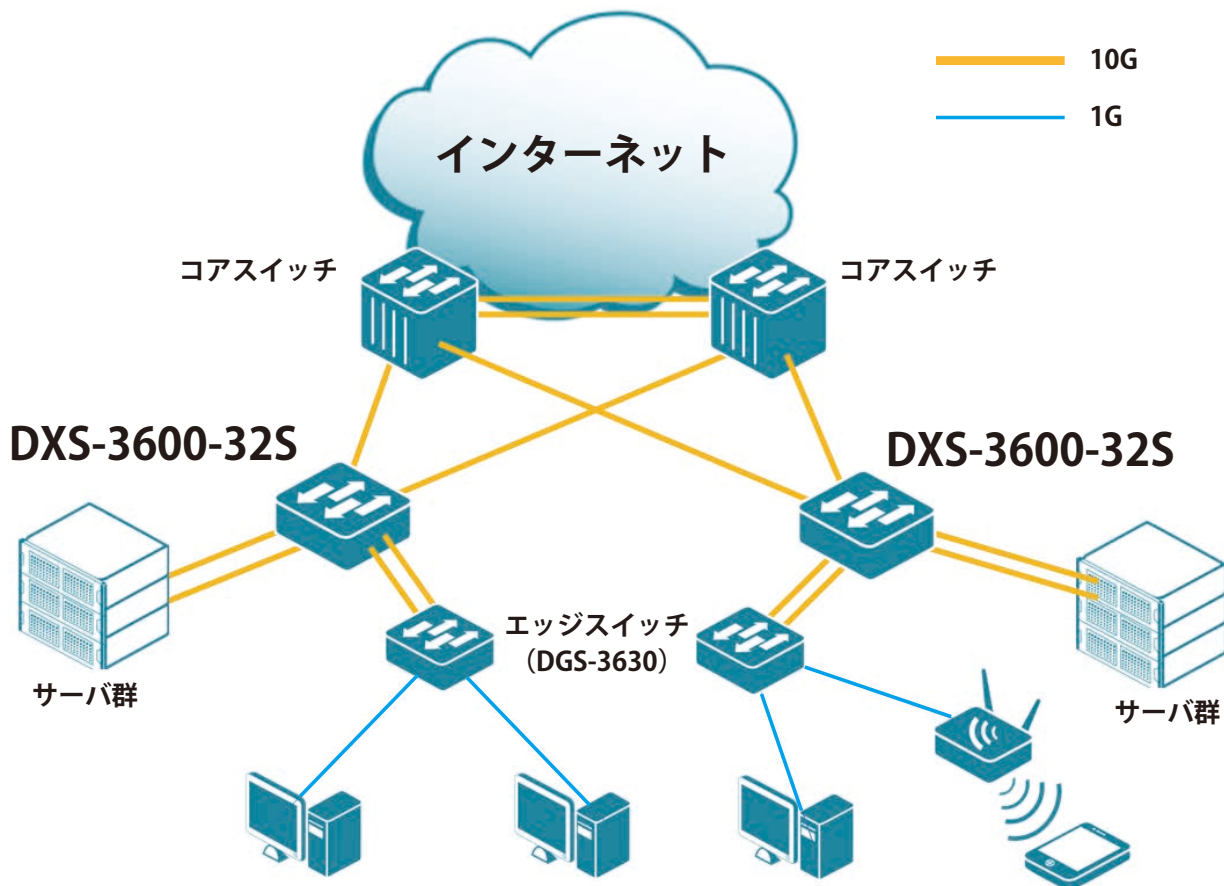 10G
1G
インターネット
コアスイッチ
コアスイッチ
DXS-3600-32S
DXS-3600-32S
エッジスイッチ
（DGS-3630）
サーバ群
サーバ群